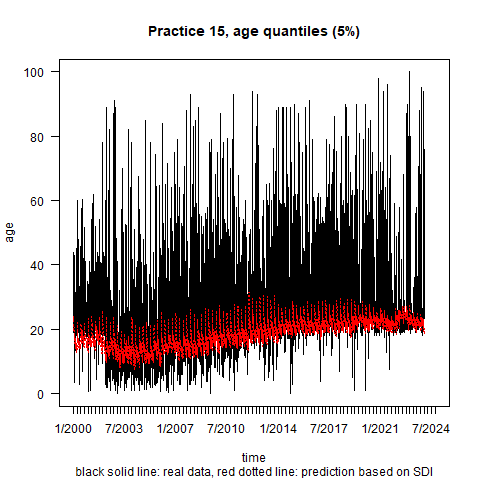 Practice 15, age quantiles (5%)
100
80
60
40
20
0
age
1/2000 7/2003 1/2007 7/2010 1/2014 7/2017 1/2021 7/2024
time
black solid line: real data, red dotted line: prediction based on SDI